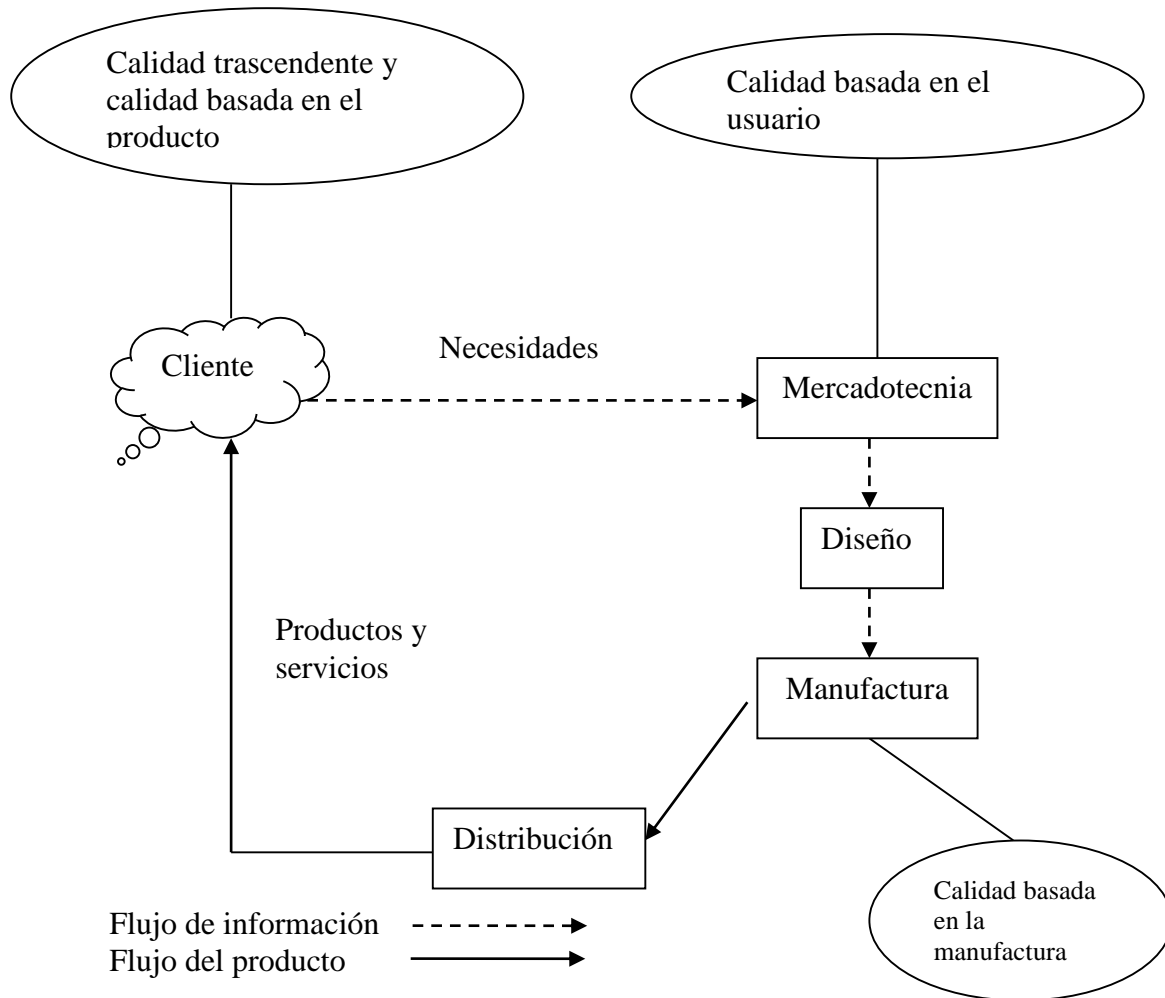 Calidad trascendente y
calidad basada en el
producto
Calidad basada en el
usuario
Cliente
Necesidades
Mercadotecnia
Diseño
Productos y
servicios
Manufactura
Distribución
Calidad basada
en la
manufactura
Flujo de información
Flujo del producto